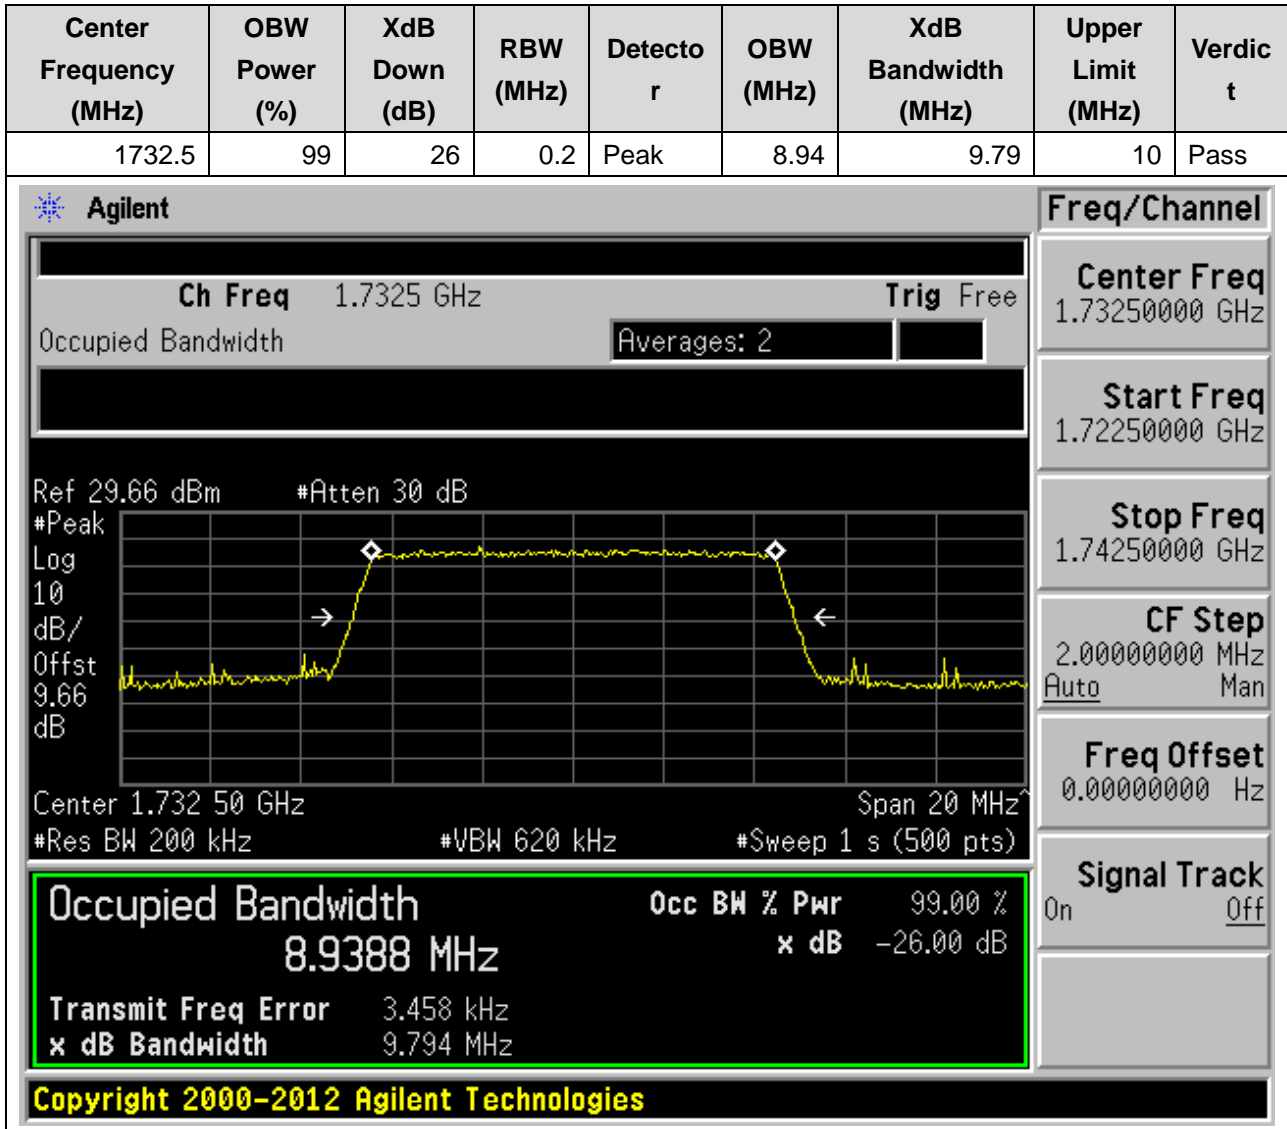 Center Frequency (MHz) OBW Power (%) XdB Down (dB) RBW (MHz) Detecto r OBW (MHz) XdB Bandwidth (MHz) Upper Limit (MHz) Verdic t
1732.5 99 26 0.2 Peak 8.94 9.79 10 Pass
Agilent
Ch Freq 1.7325 GHz Trig Free
Occupied Bandwidth Averages: 2
Ref 29.66 dBm #Atten 30 dB
#Peak
Log
10
dB/
Offst
9.66
dB
Center 1.732 50 GHz Span 20 MHz^
#Res BW 200 kHz #VBW 620 kHz #Sweep 1 s (500 pts)
Occupied Bandwidth Occ BW % Pwr 99.00 %
8.9388 MHz x dB -26.00 dB
Transmit Freq Error 3.458 kHz
x dB Bandwidth 9.794 MHz
Freq/Channel
Center Freq
1.73250000 GHz
Start Freq
1.72250000 GHz
Stop Freq
1.74250000 GHz
CF Step
2.00000000 MHz
Auto Man
Freq Offset
0.00000000 Hz
Signal Track
On Off
Copyright 2000-2012 Agilent Technologies